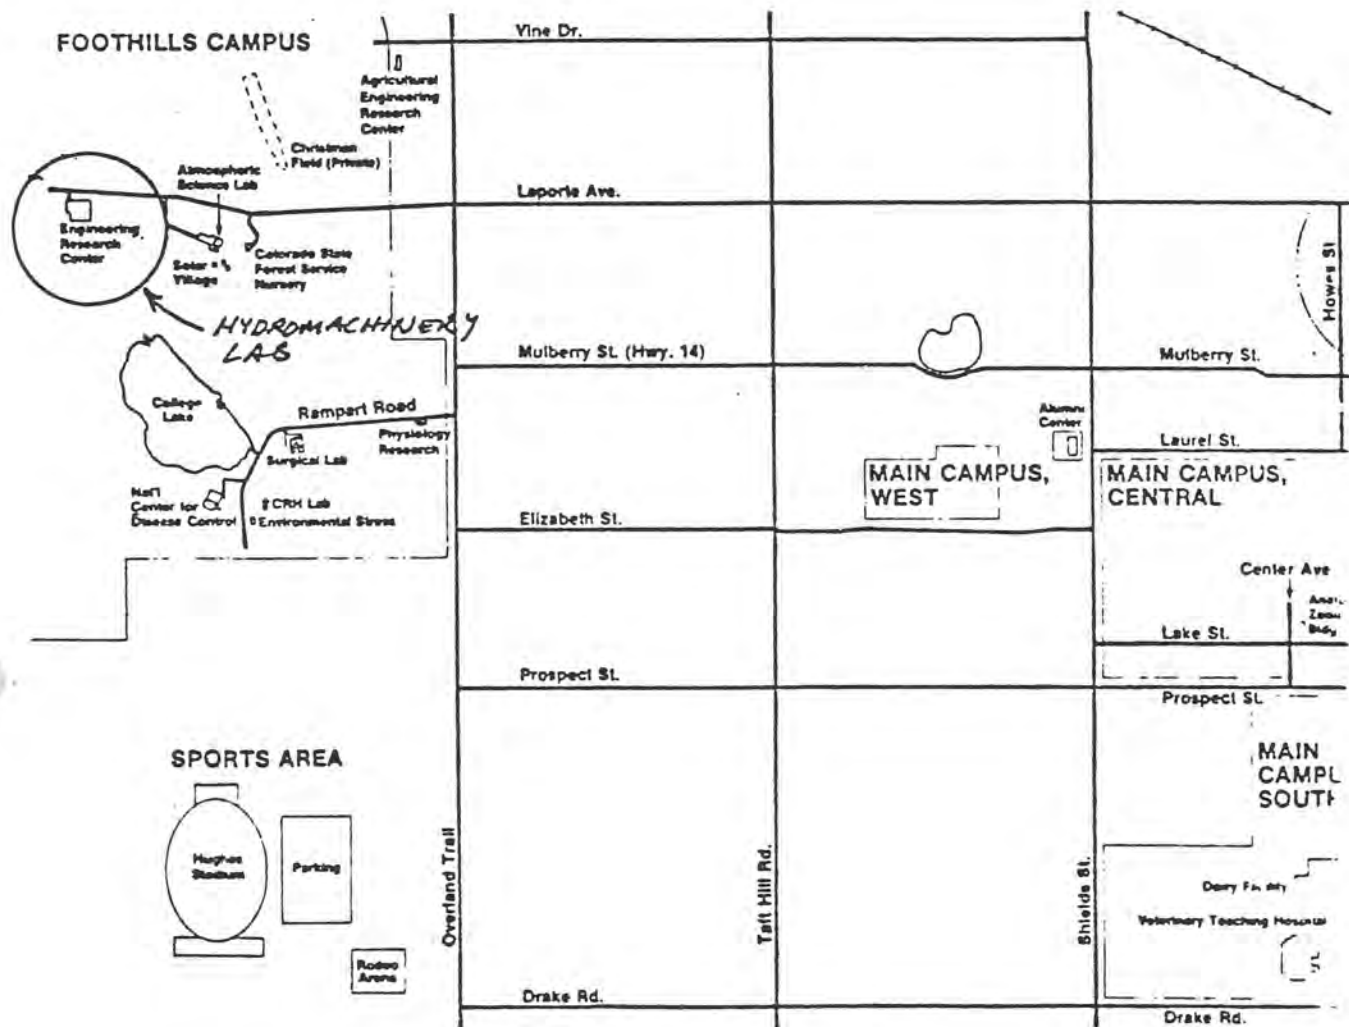 Vine Dr.
FOOTHILLS CAMPUS
Agricultural
Engineering
Research
Center
Christman
Field (Private)
Atmospheric
Science Lab
Laporte Ave.
Engineering
Research
Center
Solar
Village
Colorado State
Forest Service
Nursery
Howes St
HYDROMACHINERY
LAB
Mulberry St. (Hwy. 14)
Mulberry St.
College
Lake
Rampart Road
Physiology
Research
Surgical Lab
Alumni
Center
Laurel St.
MAIN CAMPUS,
WEST
MAIN CAMPUS,
CENTRAL
Nat'l
Center for
Disease Control
CRH Lab
Environmental Stress
Elizabeth St.
Center Ave
Lake St.
Prospect St.
Prospect St.
SPORTS AREA
MAIN
CAMPU
SOUTH
Hughes
Stadium
Parking
Overland Trail
Taft Hill Rd.
Shields St.
Dairy
Veterinary Teaching Hospital
Rodeo
Arena
Drake Rd.
Drake Rd.